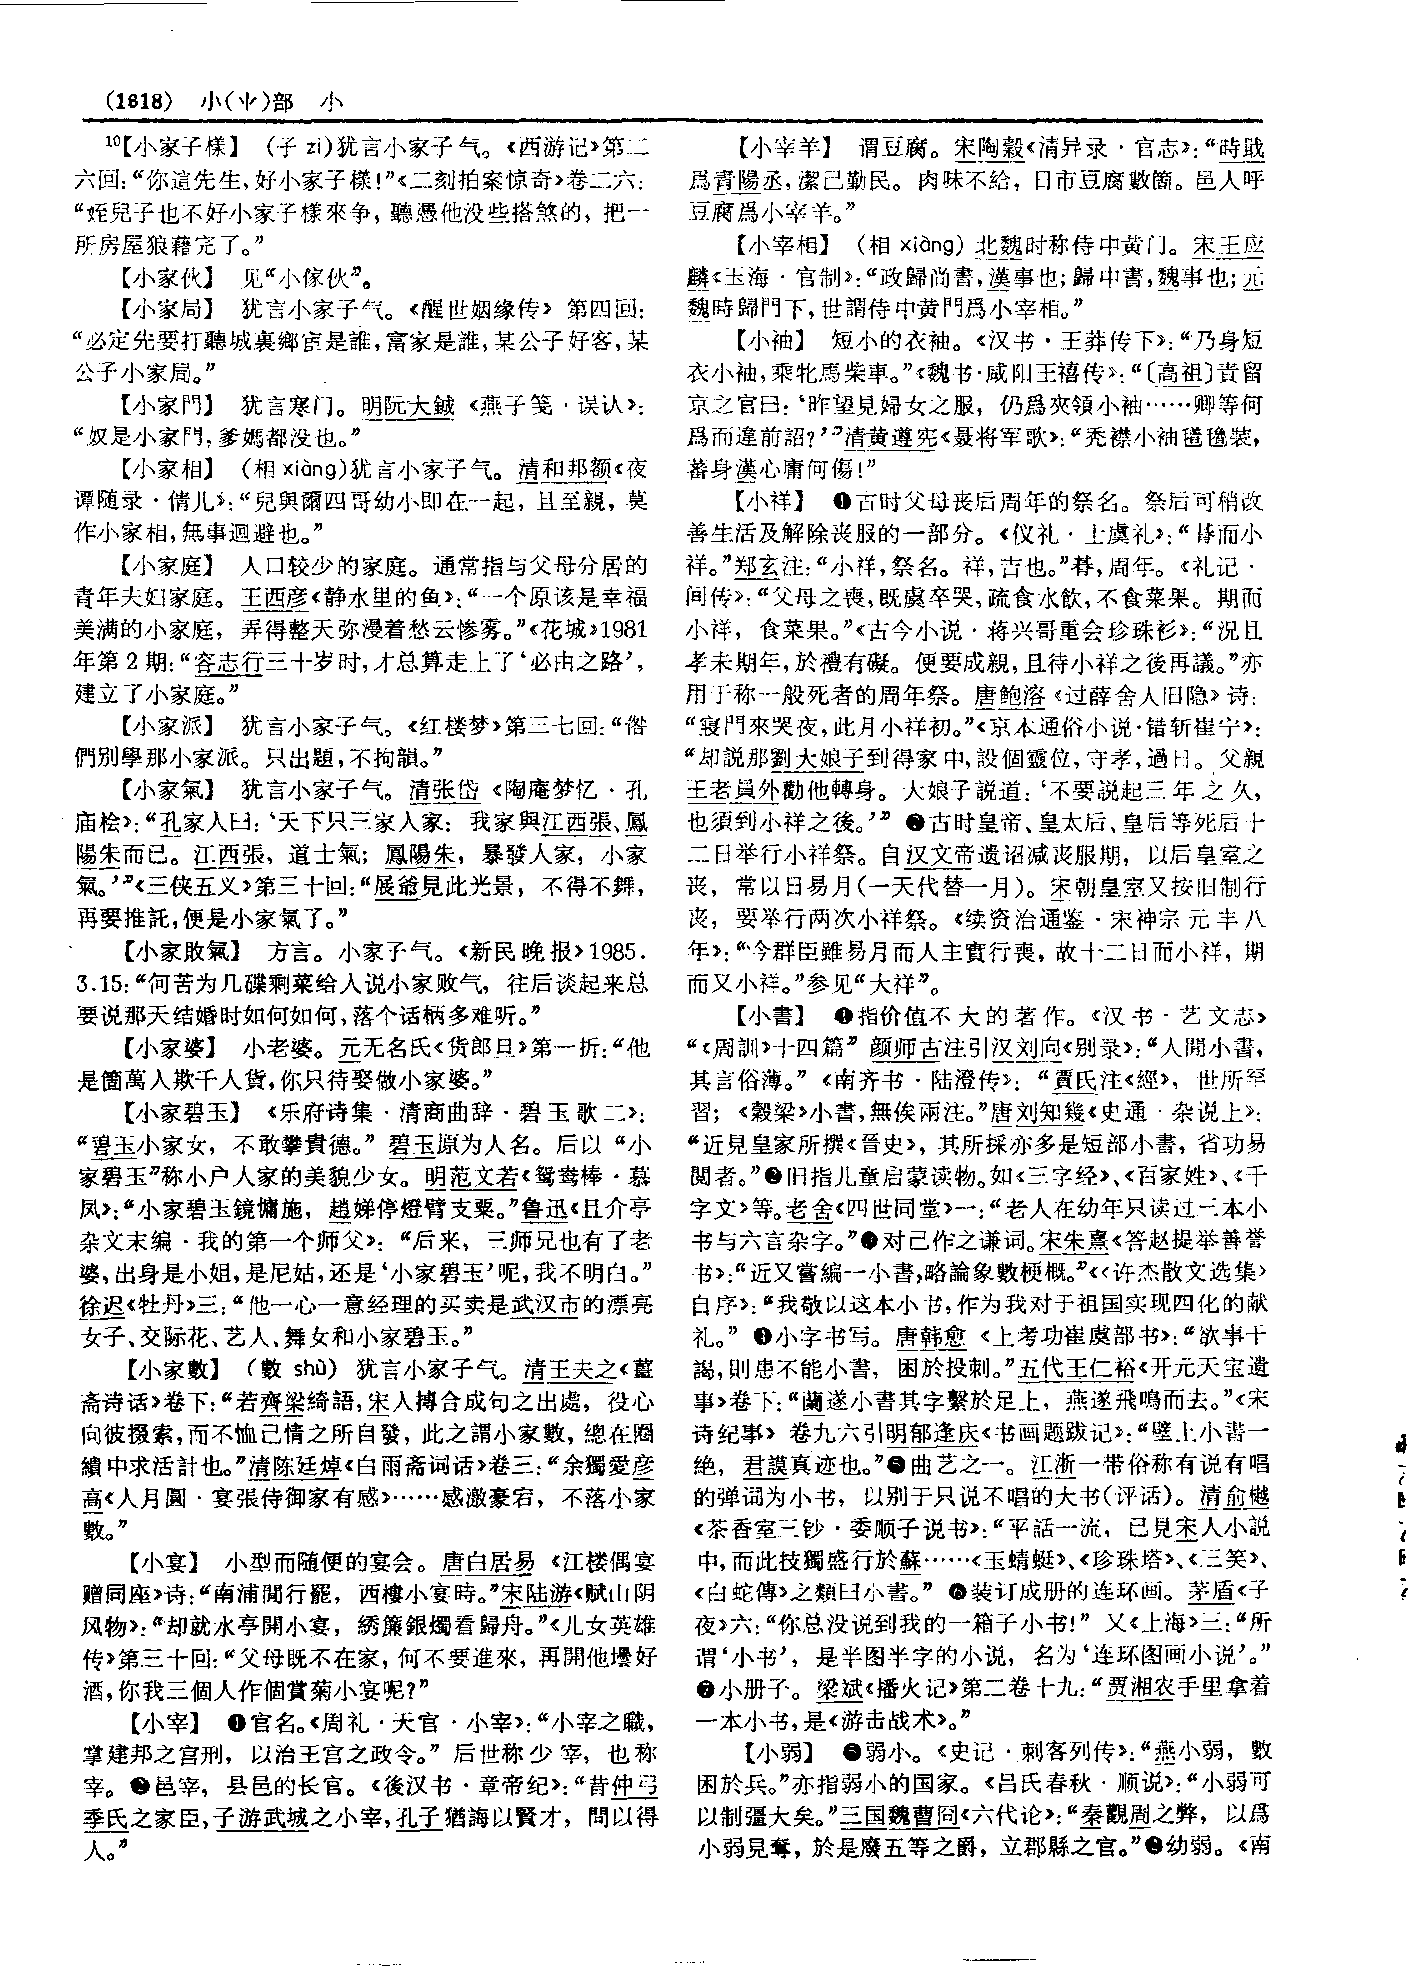 (1618) 小(⺌)部 小
¹⁰【小家子樣】 (子 zi)犹言小家子气。《西游记》第二
六回：“你這先生，好小家子樣！”《二刻拍案惊奇》卷二六：
“姪兒子也不好小家子樣來争，聽憑他没些搭煞的，把一
所房屋狼藉完了。”
【小家伙】 见“小傢伙”。
【小家局】 犹言小家子气。《醒世姻缘传》第四回：
“必定先要打聽城裏鄉宦是誰，富家是誰，某公子好客，某
公子小家局。”
【小家門】 犹言寒门。明阮大鋮《燕子笺·误认》：
“奴是小家門，爹媽都没也。”
【小家相】 (相 xiàng)犹言小家子气。清和邦额《夜
谭随录·倩儿》：“兒與爾四哥幼小即在一起，且至親，莫
作小家相，無事迴避也。”
【小家庭】 人口较少的家庭。通常指与父母分居的
青年夫妇家庭。王西彦《静水里的鱼》：“一个原该是幸福
美满的小家庭，弄得整天弥漫着愁云惨雾。”《花城》1981
年第2期：“容志行三十岁时，才总算走上了‘必由之路’，
建立了小家庭。”
【小家派】 犹言小家子气。《红楼梦》第三七回：“偺
們别學那小家派。只出題，不拘韻。”
【小家氣】 犹言小家子气。清张岱《陶庵梦忆·孔
庙桧》：“孔家人曰：‘天下只三家人家：我家與江西張、鳳
陽朱而已。江西張，道士氣；鳳陽朱，暴發人家，小家
氣。’”《三侠五义》第三十回：“展爺見此光景，不得不舞，
再要推託，便是小家氣了。”
【小家敗氣】 方言。小家子气。《新民晚报》1985.
3.15：“何苦为几碟剩菜给人说小家败气，往后谈起来总
要说那天结婚时如何如何，落个话柄多难听。”
【小家婆】 小老婆。元无名氏《货郎旦》第一折：“他
是箇萬人欺千人貨，你只待娶做小家婆。”
【小家碧玉】 《乐府诗集·清商曲辞·碧玉歌二》：
“碧玉小家女，不敢攀貴德。”碧玉原为人名。后以“小
家碧玉”称小户人家的美貌少女。明范文若《鸳鸯棒·慕
凤》：“小家碧玉鏡慵施，趙娣停燈臂支粟。”鲁迅《且介亭
杂文末编·我的第一个师父》：“后来，三师兄也有了老
婆，出身是小姐，是尼姑，还是‘小家碧玉’呢，我不明白。”
徐迟《牡丹》三：“他一心一意经理的买卖是武汉市的漂亮
女子、交际花、艺人、舞女和小家碧玉。”
【小家數】 (數 shù) 犹言小家子气。清王夫之《薑
斋诗话》卷下：“若齊梁綺語，宋人搏合成句之出處，役心
向彼掇索，而不恤己情之所自發，此之謂小家數，總在圈
繢中求活計也。”清陈廷焯《白雨斋词话》卷三：“余獨愛彦
高《人月圓·宴張侍御家有感》……感激豪宕，不落小家
數。”
【小宴】 小型而随便的宴会。唐白居易《江楼偶宴
赠同座》诗：“南浦閒行罷，西樓小宴時。”宋陆游《赋山阴
风物》：“却就水亭開小宴，綉簾銀燭看歸舟。”《儿女英雄
传》第三十回：“父母既不在家，何不要進來，再開他壜好
酒，你我三個人作個賞菊小宴呢？”
【小宰】 ❶官名。《周礼·天官·小宰》：“小宰之職，
掌建邦之宫刑，以治王宫之政令。”后世称少宰，也称
宰。❷邑宰，县邑的长官。《後汉书·章帝纪》：“昔仲弓
季氏之家臣，子游武城之小宰，孔子猶誨以賢才，問以得
人。”
【小宰羊】 谓豆腐。宋陶穀《清异录·官志》：“時戢
爲青陽丞，潔己勤民。肉味不給，日市豆腐數箇。邑人呼
豆腐爲小宰羊。”
【小宰相】 (相 xiàng)北魏时称侍中黄门。宋王应
麟《玉海·官制》：“政歸尚書，漢事也；歸中書，魏事也；元
魏時歸門下，世謂侍中黄門爲小宰相。”
【小袖】 短小的衣袖。《汉书·王莽传下》：“乃身短
衣小袖，乘牝馬柴車。”《魏书·咸阳王禧传》：“〔高祖〕责留
京之官曰：‘昨望見婦女之服，仍爲夾領小袖……卿等何
爲而違前詔？’”清黄遵宪《聂将军歌》：“秃襟小袖氊毺裝，
蕃身漢心庸何傷！”
【小祥】 ❶古时父母丧后周年的祭名。祭后可稍改
善生活及解除丧服的一部分。《仪礼·士虞礼》：“朞而小
祥。”郑玄注：“小祥，祭名。祥，吉也。”朞，周年。《礼记·
间传》：“父母之喪，既虞卒哭，疏食水飲，不食菜果。期而
小祥，食菜果。”《古今小说·蒋兴哥重会珍珠衫》：“況且
孝未期年，於禮有礙。便要成親，且待小祥之後再議。”亦
用于称一般死者的周年祭。唐鲍溶《过薛舍人旧隐》诗：
“寢門來哭夜，此月小祥初。”《京本通俗小说·错斩崔宁》：
“却説那劉大娘子到得家中，設個靈位，守孝，過日。父親
王老員外勸他轉身。大娘子説道：‘不要説起三年之久，
也須到小祥之後。’”❷古时皇帝、皇太后、皇后等死后十
二日举行小祥祭。自汉文帝遗诏减丧服期，以后皇室之
丧，常以日易月(一天代替一月)。宋朝皇室又按旧制行
丧，要举行两次小祥祭。《续资治通鉴·宋神宗元丰八
年》：“今群臣雖易月而人主實行喪，故十二日而小祥，期
而又小祥。”参见“大祥”。
【小書】 ❶指价值不大的著作。《汉书·艺文志》
“《周訓》十四篇”颜师古注引汉刘向《别录》：“人間小書，
其言俗薄。”《南齐书·陆澄传》：“賈氏注《經》，世所罕
習；《穀梁》小書，無俟兩注。”唐刘知幾《史通·杂说上》：
“近見皇家所撰《晉史》，其所採亦多是短部小書，省功易
閲者。”❷旧指儿童启蒙读物。如《三字经》、《百家姓》、《千
字文》等。老舍《四世同堂》一：“老人在幼年只读过三本小
书与六言杂字。”❸对己作之谦词。宋朱熹《答赵提举善誉
书》：“近又嘗編一小書，略論象數梗概。”《〈许杰散文选集〉
自序》：“我敬以这本小书，作为我对于祖国实现四化的献
礼。”❹小字书写。唐韩愈《上考功崔虞部书》：“欲事干
謁，則患不能小書，困於投刺。”五代王仁裕《开元天宝遗
事》卷下：“蘭遂小書其字繫於足上，燕遂飛鳴而去。”《宋
诗纪事》卷九六引明郁逢庆《书画题跋记》：“壁上小書一
絶，君謨真迹也。”❺曲艺之一。江浙一带俗称有说有唱
的弹词为小书，以别于只说不唱的大书(评话)。清俞樾
《茶香室三钞·委顺子说书》：“平話一流，已見宋人小説
中，而此技獨盛行於蘇……《玉蜻蜓》、《珍珠塔》、《三笑》、
《白蛇傳》之類曰小書。”❻装订成册的连环画。茅盾《子
夜》六：“你总没说到我的一箱子小书！”又《上海》三：“所
谓‘小书’，是半图半字的小说，名为‘连环图画小说’。”
❼小册子。梁斌《播火记》第二卷十九：“贾湘农手里拿着
一本小书，是《游击战术》。”
【小弱】 ❶弱小。《史记·刺客列传》：“燕小弱，數
困於兵。”亦指弱小的国家。《吕氏春秋·顺说》：“小弱可
以制彊大矣。”三国魏曹冏《六代论》：“秦觀周之弊，以爲
小弱見奪，於是廢五等之爵，立郡縣之官。”❷幼弱。《南